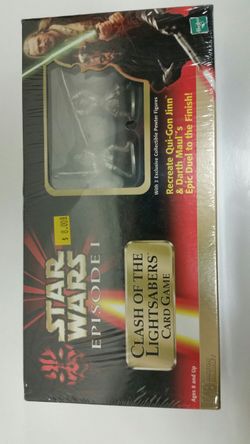 Hasbro
Recreate Qui-Gon Jinn
& Darth Maul's
Epic Duel to the Finish!
With 2 Exclusive Collectible Pewter Figures
STAR
WARS
EPISODE I
CLASH OF THE
LIGHTSABERS
CARD GAME
Ages 8 and Up